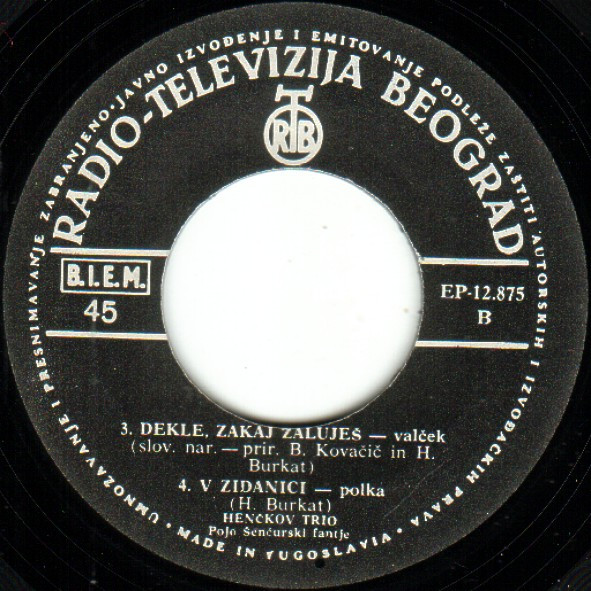 UMNOŽAVANJE I PRESNIMAVANJE ZABRANJENO · JAVNO IZVOĐENJE I EMITOVANJE PODLEŽE ZAŠTITI AUTORSKIH I IZVOĐAČKIH PRAVA · MADE IN YUGOSLAVIA ·
RADIO-TELEVIZIJA BEOGRAD
RTB
B.I.E.M.
45
EP-12.875
B
3. DEKLE, ZAKAJ ŽALUJEŠ — valček
(slov. nar. — prir. B. Kovačič in H.
Burkat)
4. V ZIDANICI — polka
(H. Burkat)
HENČKOV TRIO
Pojo Šenčurski fantje